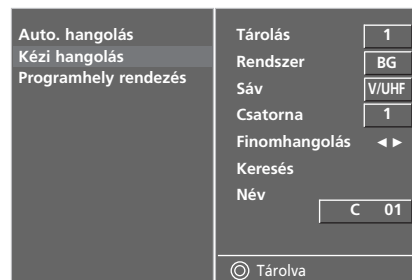 Auto. hangolás
Kézi hangolás
Programhely rendezés
Tárolás 1
Rendszer BG
Sáv V/UHF
Csatorna 1
Finomhangolás ◄ ►
Keresés
Név
C 01
◎ Tárolva